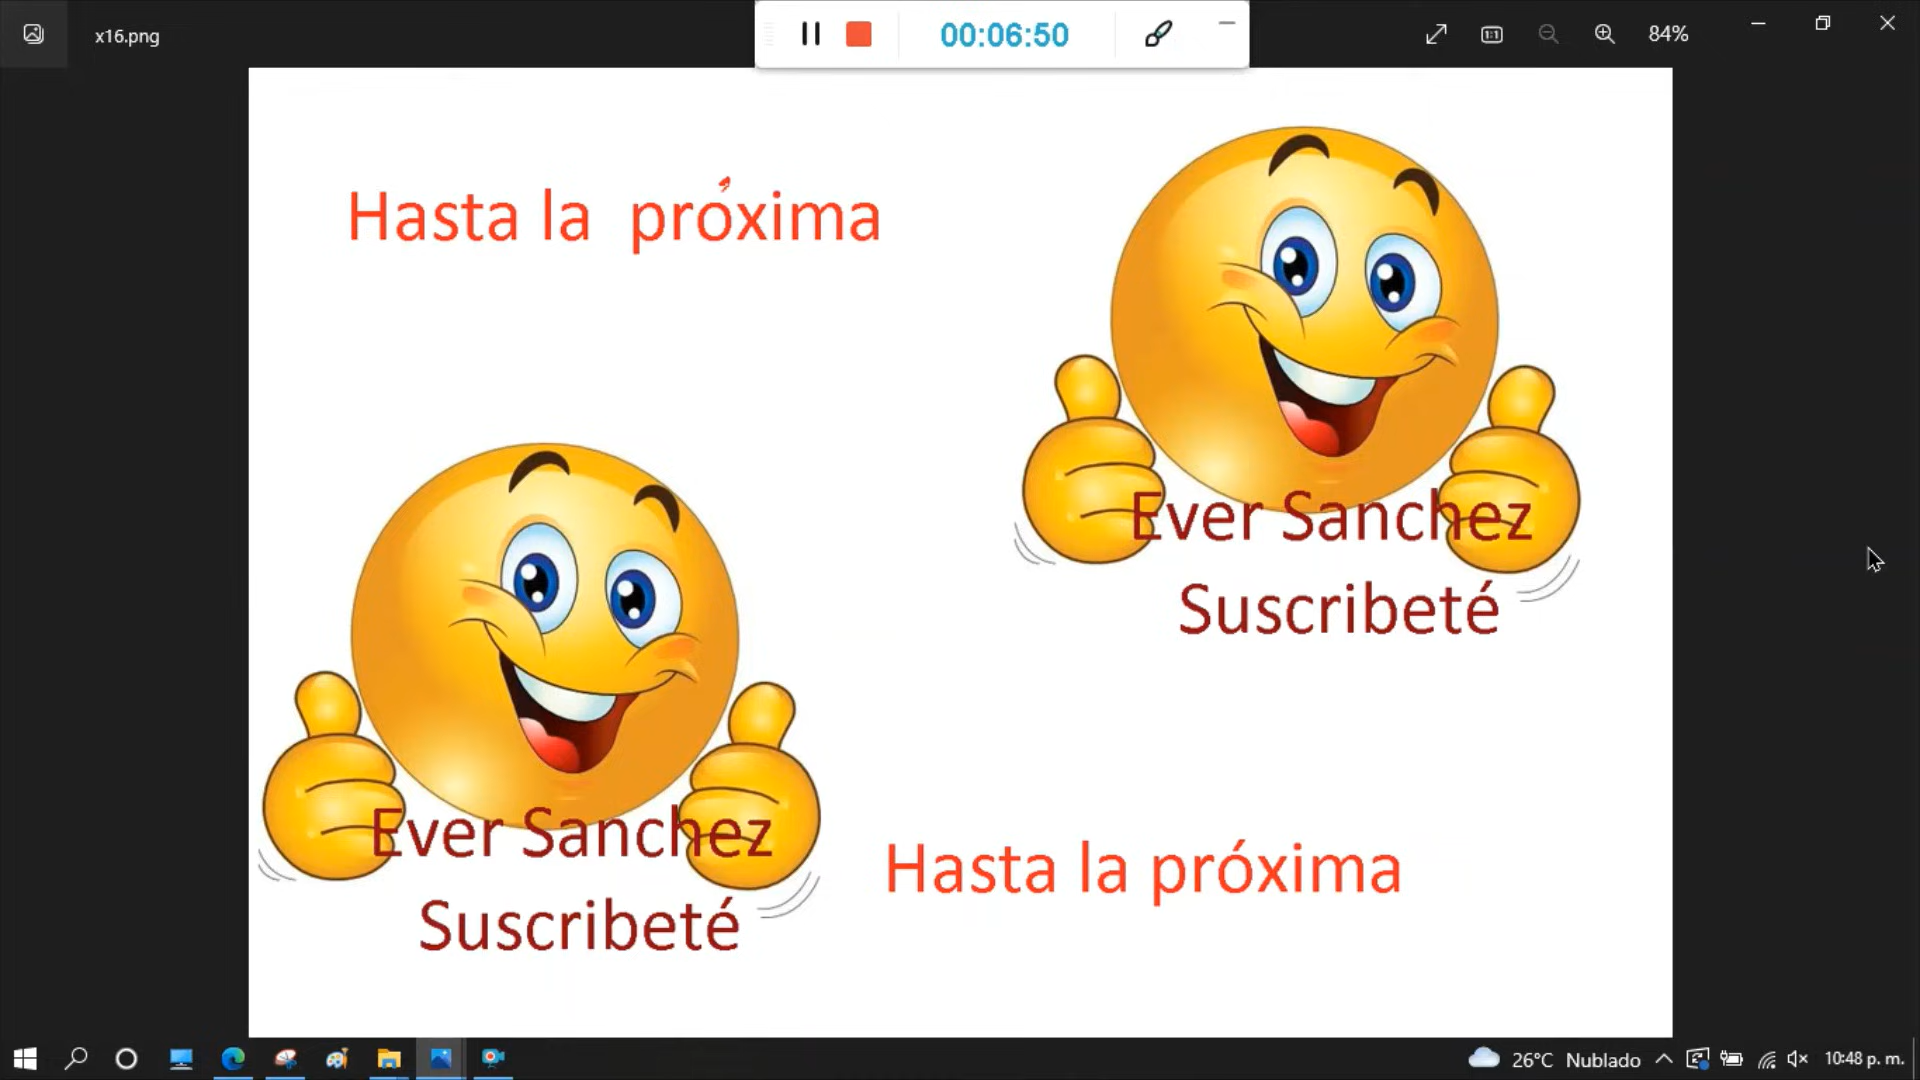 x16.png
00:06:50
84%
Hasta la próxima
Ever Sanchez
Suscribeté
Ever Sanchez
Suscribeté
Hasta la próxima
26°C Nublado
10:48 p. m.